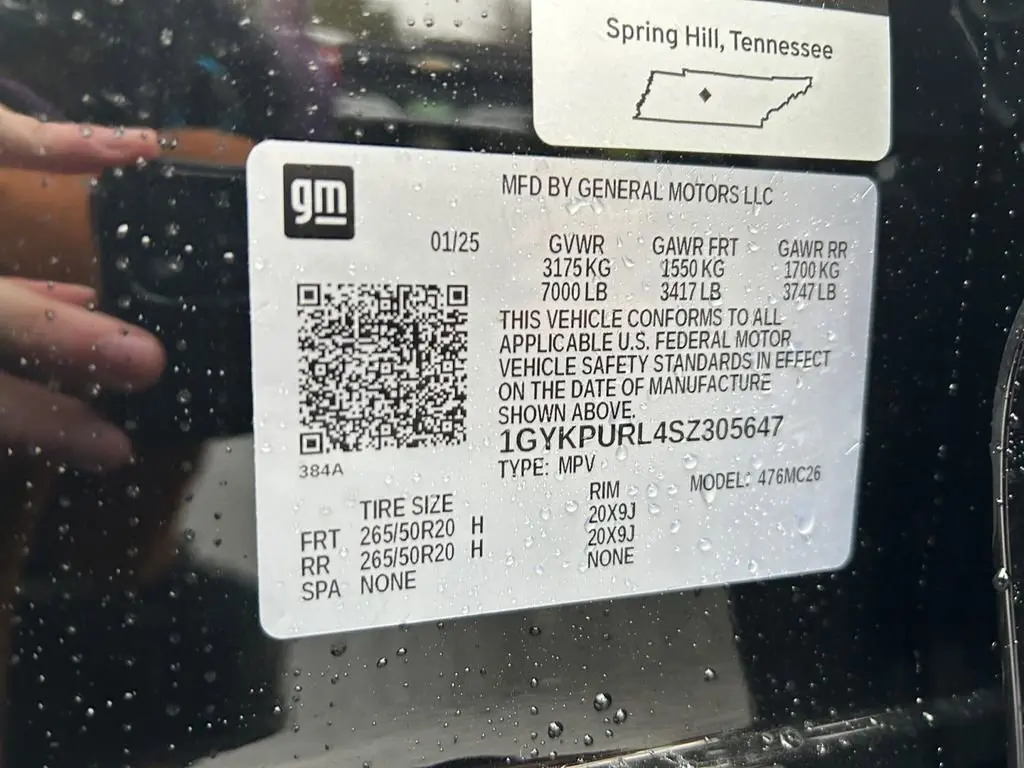 Spring Hill, Tennessee
gm
MFD BY GENERAL MOTORS LLC
01/25
GVWR GAWR FRT GAWR RR
3175 KG 1550 KG 1700 KG
7000 LB 3417 LB 3747 LB
THIS VEHICLE CONFORMS TO ALL
APPLICABLE U.S. FEDERAL MOTOR
VEHICLE SAFETY STANDARDS IN EFFECT
ON THE DATE OF MANUFACTURE
SHOWN ABOVE.
1GYKPURL4SZ305647
384A
TYPE: MPV MODEL: 476MC26
TIRE SIZE RIM
FRT 265/50R20 H 20X9J
RR 265/50R20 H 20X9J
SPA NONE NONE